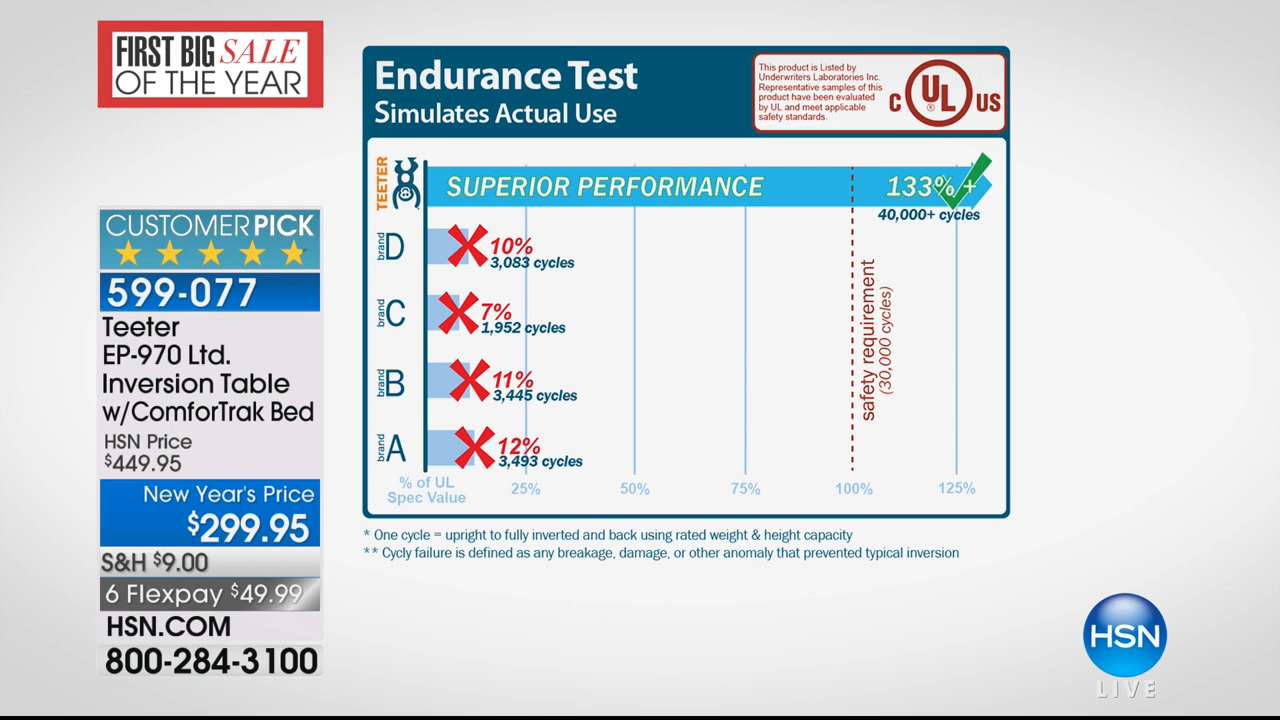 FIRST BIG SALE
OF THE YEAR
CUSTOMER PICK
599-077
Teeter
EP-970 Ltd.
Inversion Table
w/ComforTrak Bed
HSN Price
$449.95
New Year's Price
$299.95
S&H $9.00
6 Flexpay $49.99
HSN.COM
800-284-3100
Endurance Test
Simulates Actual Use
This product is Listed by
Underwriters Laboratories Inc.
Representative samples of this
product have been evaluated
by UL and meet applicable
safety standards.
C UL US
®
TEETER
SUPERIOR PERFORMANCE
133%+
40,000+ cycles
brand D
10%
3,083 cycles
brand C
7%
1,952 cycles
brand B
11%
3,445 cycles
brand A
12%
3,493 cycles
safety requirement
(30,000 cycles)
% of UL
Spec Value
25%
50%
75%
100%
125%
* One cycle = upright to fully inverted and back using rated weight & height capacity
** Cycly failure is defined as any breakage, damage, or other anomaly that prevented typical inversion
HSN
LIVE